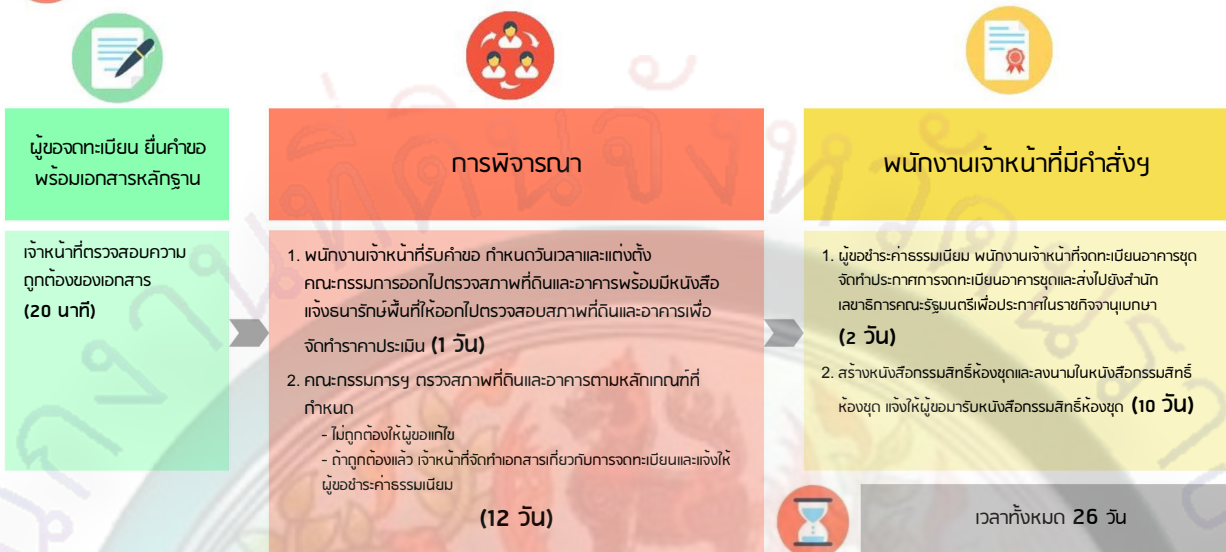 ผู้ขอจดทะเบียน ยื่นคำขอ
พร้อมเอกสารหลักฐาน
เจ้าหน้าที่ตรวจสอบความ
ถูกต้องของเอกสาร
(20 นาที)
การพิจารณา
1. พนักงานเจ้าหน้าที่รับคำขอ กำหนดวันเวลาและแต่งตั้ง
คณะกรรมการออกไปตรวจสภาพที่ดินและอาคารพร้อมมีหนังสือ
แจ้งธนารักษ์พื้นที่ให้ออกไปตรวจสอบสภาพที่ดินและอาคารเพื่อ
จัดทำราคาประเมิน (1 วัน)
2. คณะกรรมการฯ ตรวจสภาพที่ดินและอาคารตามหลักเกณฑ์ที่
กำหนด
- ไม่ถูกต้องให้ผู้ขอแก้ไข
- ถ้าถูกต้องแล้ว เจ้าหน้าที่จัดทำเอกสารเกี่ยวกับการจดทะเบียนและแจ้งให้
ผู้ขอชำระค่าธรรมเนียม
(12 วัน)
พนักงานเจ้าหน้าที่มีคำสั่งฯ
1. ผู้ขอชำระค่าธรรมเนียม พนักงานเจ้าหน้าที่จดทะเบียนอาคารชุด
จัดทำประกาศการจดทะเบียนอาคารชุดและส่งไปยังสำนัก
เลขาธิการคณะรัฐมนตรีเพื่อประกาศในราชกิจจานุเบกษา
(2 วัน)
2. สร้างหนังสือกรรมสิทธิ์ห้องชุดและลงนามในหนังสือกรรมสิทธิ์
ห้องชุด แจ้งให้ผู้ขอมารับหนังสือกรรมสิทธิ์ห้องชุด (10 วัน)
เวลาทั้งหมด 26 วัน